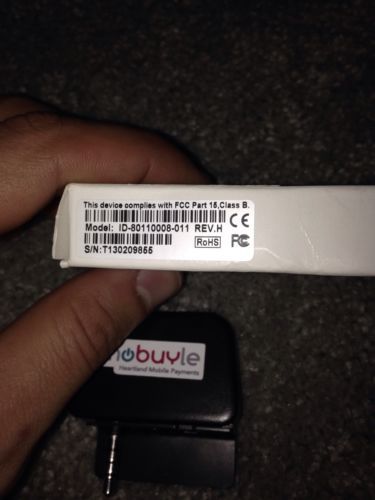 This device complies with FCC Part 15,Class B.
Model: ID-80110008-011 REV.H
S/N:T130209855
CE
RoHS
FC
mobuyle
Heartland Mobile Payments